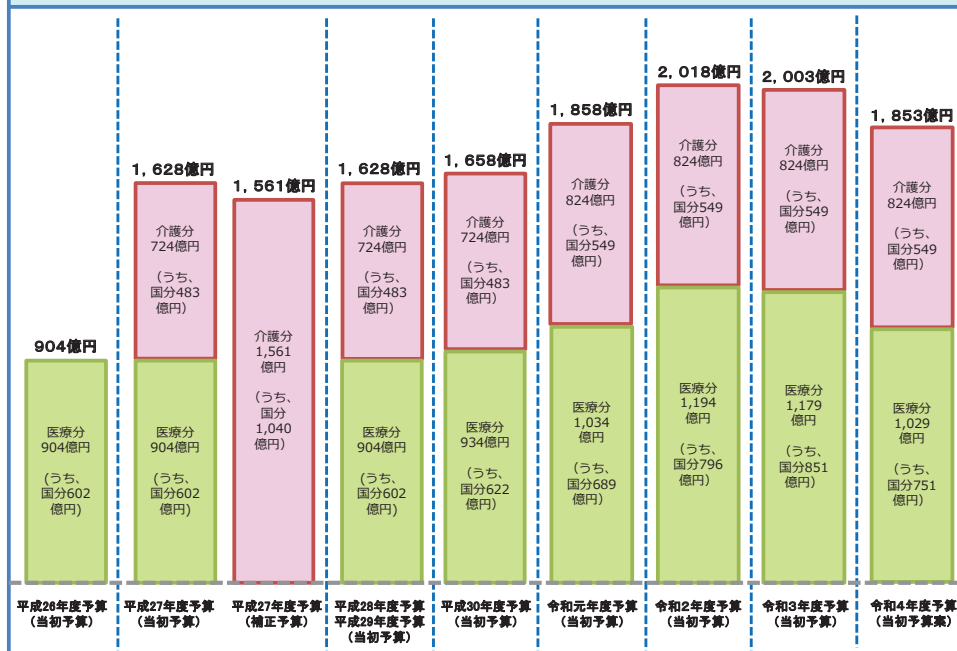 904億円
医療分
904億円
(うち、
国分602
億円)
平成26年度予算
(当初予算)
1,628億円
介護分
724億円
(うち、
国分483
億円)
医療分
904億円
(うち、
国分602
億円)
平成27年度予算
(当初予算)
1,561億円
介護分
1,561
億円
(うち、
国分
1,040
億円)
平成27年度予算
(補正予算)
1,628億円
介護分
724億円
(うち、
国分483
億円)
医療分
904億円
(うち、
国分602
億円)
平成28年度予算
平成29年度予算
(当初予算)
1,658億円
介護分
724億円
(うち、
国分483
億円)
医療分
934億円
(うち、
国分622
億円)
平成30年度予算
(当初予算)
1,858億円
介護分
824億円
(うち、
国分549
億円)
医療分
1,034
億円
(うち、
国分689
億円)
令和元年度予算
(当初予算)
2,018億円
介護分
824億円
(うち、
国分549
億円)
医療分
1,194
億円
(うち、
国分796
億円)
令和2年度予算
(当初予算)
2,003億円
介護分
824億円
(うち、
国分549
億円)
医療分
1,179
億円
(うち、
国分851
億円)
令和3年度予算
(当初予算)
1,853億円
介護分
824億円
(うち、
国分549
億円)
医療分
1,029
億円
(うち、
国分751
億円)
令和4年度予算
(当初予算案)